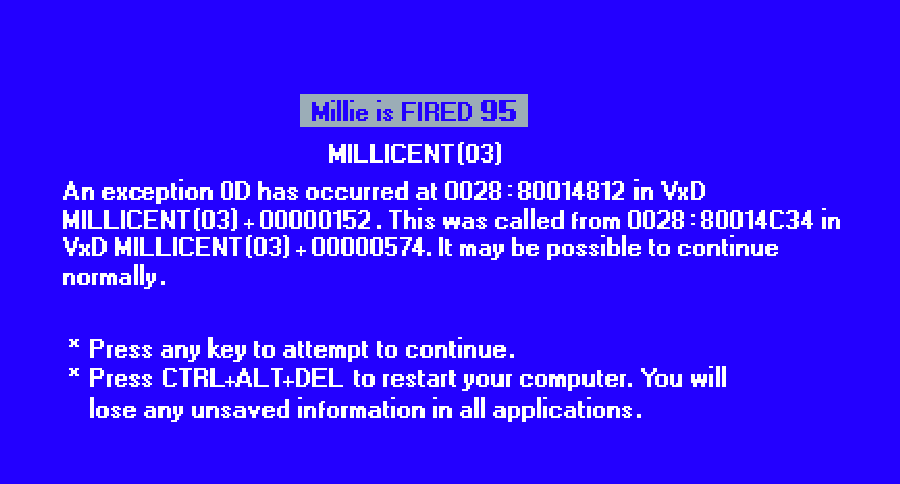 Millie is FIRED 95
MILLICENT(03)
An exception 0D has occurred at 0028:80014812 in VxD
MILLICENT(03)+00000152. This was called from 0028:80014C34 in
VxD MILLICENT(03)+00000574. It may be possible to continue
normally.
* Press any key to attempt to continue.
* Press CTRL+ALT+DEL to restart your computer. You will
lose any unsaved information in all applications.